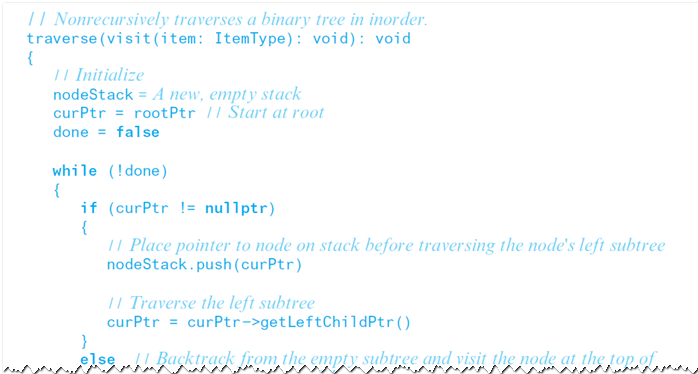 // Nonrecursively traverses a binary tree in inorder.
traverse(visit(item: ItemType): void): void
{
// Initialize
nodeStack = A new, empty stack
curPtr = rootPtr // Start at root
done = false
while (!done)
{
if (curPtr != nullptr)
{
// Place pointer to node on stack before traversing the node's left subtree
nodeStack.push(curPtr)
// Traverse the left subtree
curPtr = curPtr->getLeftChildPtr()
}
else // Backtrack from the empty subtree and visit the node at the top of